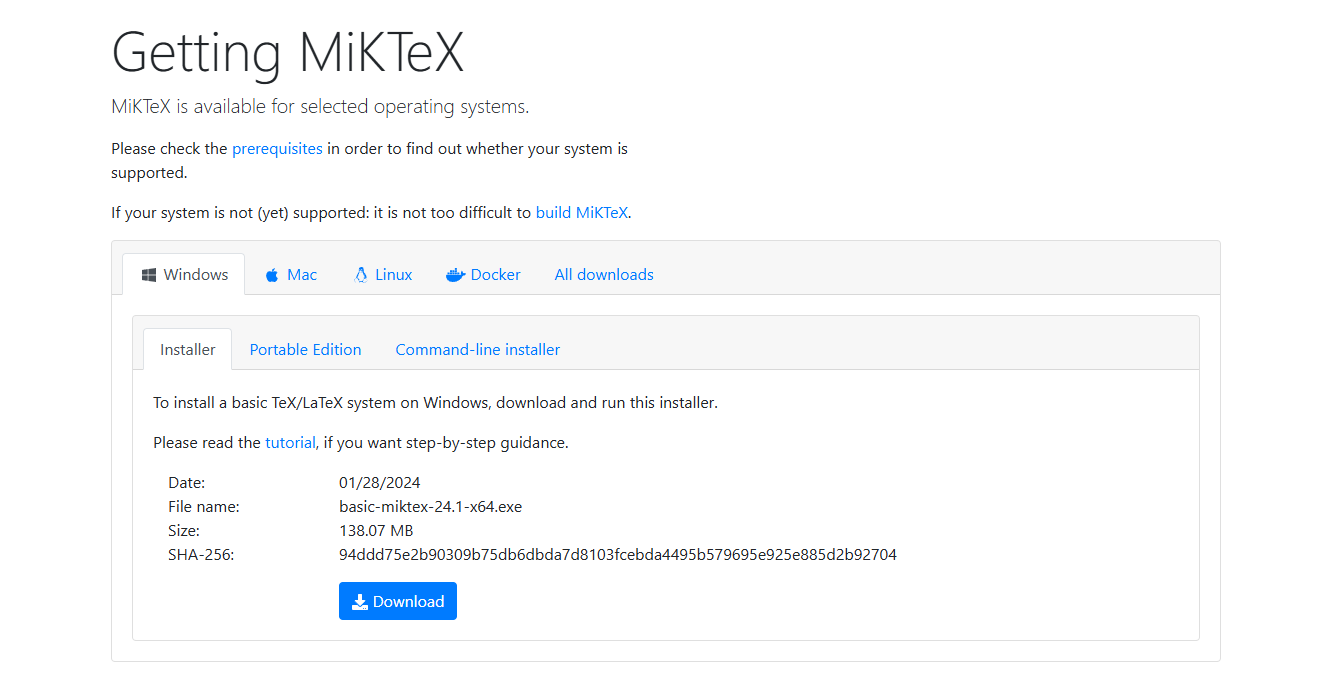 Getting MiKTeX
MiKTeX is available for selected operating systems.
Please check the prerequisites in order to find out whether your system is
supported.
If your system is not (yet) supported: it is not too difficult to build MiKTeX.
Windows Mac Linux Docker All downloads
Installer Portable Edition Command-line installer
To install a basic TeX/LaTeX system on Windows, download and run this installer.
Please read the tutorial, if you want step-by-step guidance.
Date: 01/28/2024
File name: basic-miktex-24.1-x64.exe
Size: 138.07 MB
SHA-256: 94ddd75e2b90309b75db6dbda7d8103fcebda4495b579695e925e885d2b92704
Download